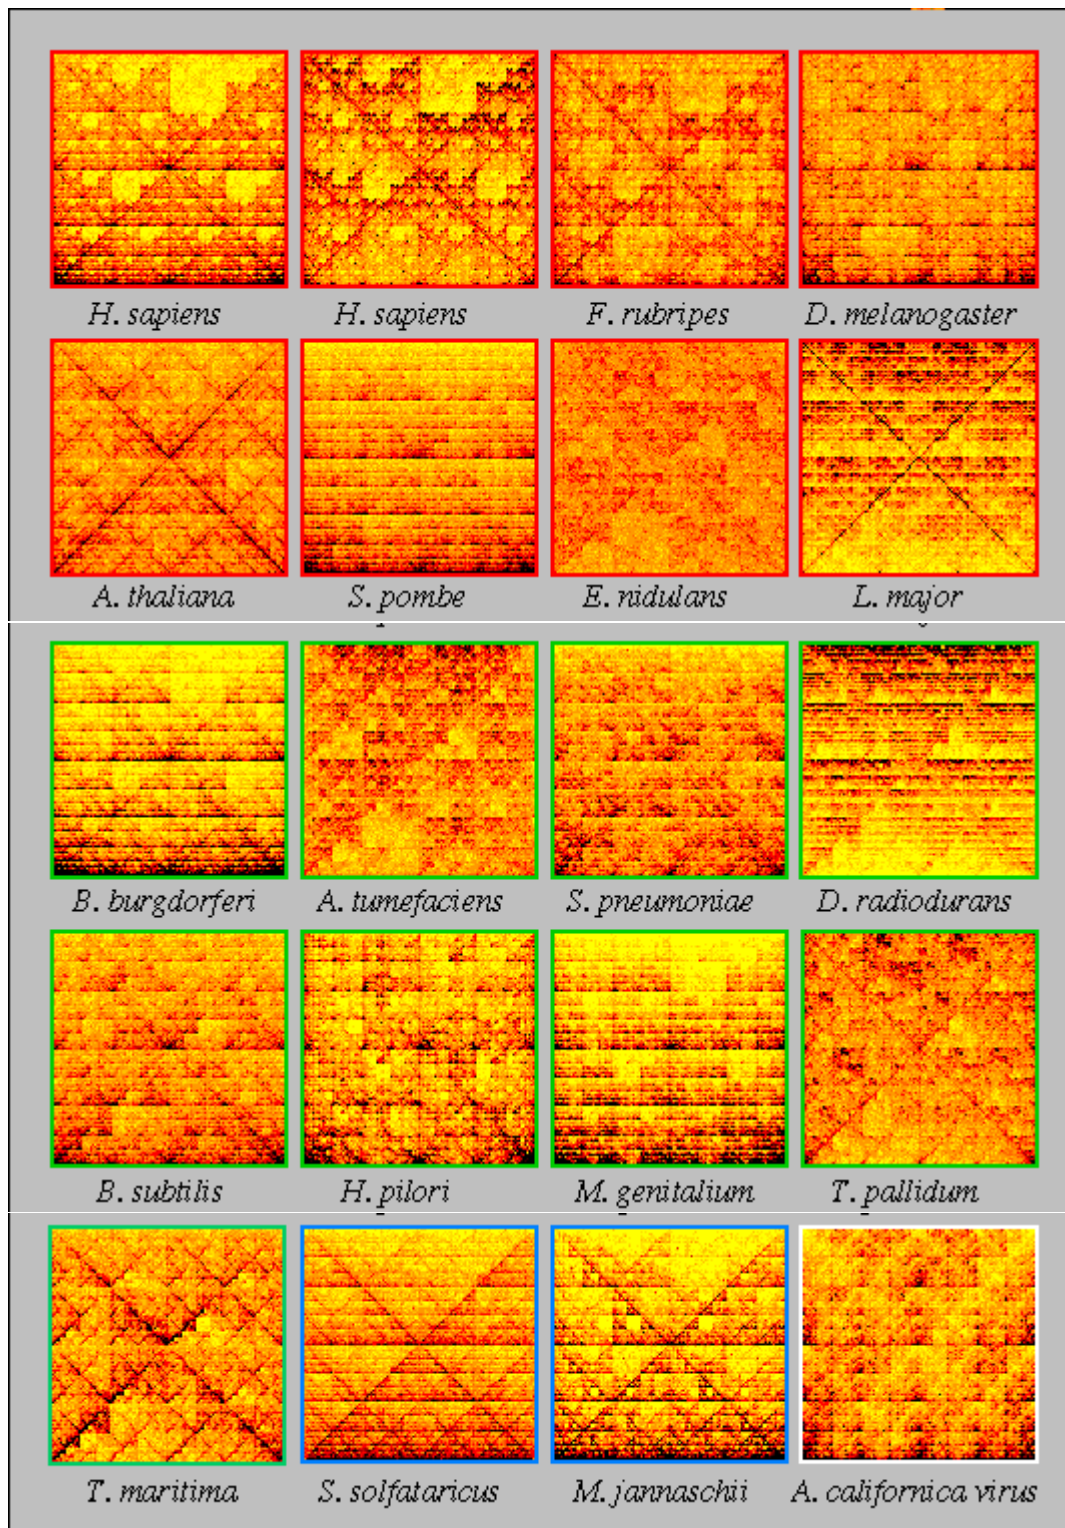 H. sapiens H. sapiens F. rubripes D. melanogaster
A. thaliana S. pombe E. nidulans L. major
B. burgdorferi A. tumefaciens S. pneumoniae D. radiodurans
B. subtilis H. pilori M. genitalium T. pallidum
T. maritima S. solfataricus M. jannaschii A. californica virus